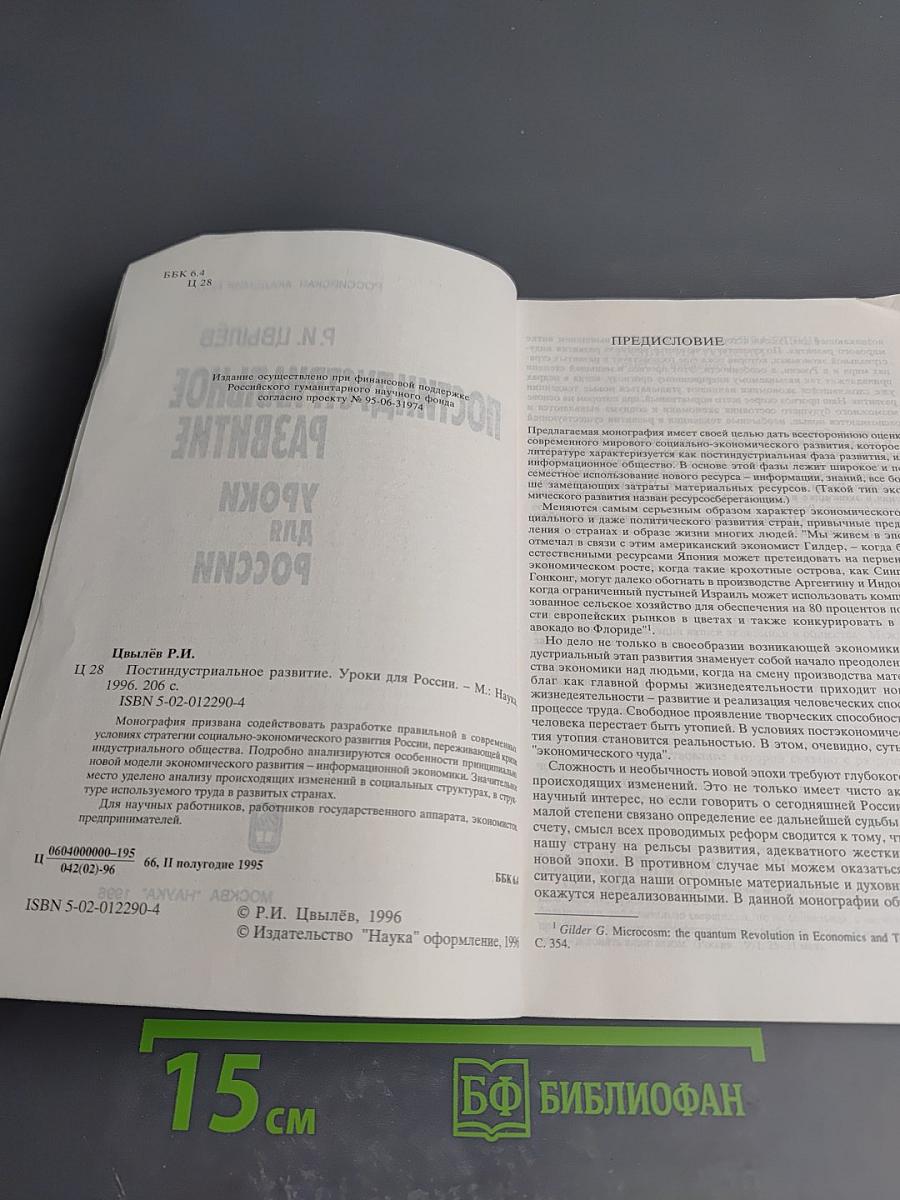 ББК 6.4
Ц 28
Издание осуществлено при финансовой поддержке
Российского гуманитарного научного фонда
согласно проекту № 95-06-31974
Цвылёв Р.И.
Ц 28 Постиндустриальное развитие. Уроки для России. – М.: Наука,
1996. 206 с.
ISBN 5-02-012290-4
Монография призвана содействовать разработке правильной в современных
условиях стратегии социально-экономического развития России, переживающей кризис
индустриального общества. Подробно анализируются особенности принципиально
новой модели экономического развития – информационной экономики. Значительное
место уделено анализу происходящих изменений в социальных структурах, в струк-
туре используемого труда в развитых странах.
Для научных работников, работников государственного аппарата, экономистов,
предпринимателей.
Ц 0604000000–195
042(02)-96 66, II полугодие 1995
ББК 6.4
ISBN 5-02-012290-4
© Р.И. Цвылёв, 1996
© Издательство "Наука" оформление, 1996
ПРЕДИСЛОВИЕ
Предлагаемая монография имеет своей целью дать всестороннюю оценк
современного мирового социально-экономического развития, которое
литературе характеризуется как постиндустриальная фаза развития, и
информационное общество. В основе этой фазы лежит широкое и по
семестное использование нового ресурса – информации, знаний, все бо
ше замещающих затраты материальных ресурсов. (Такой тип эко
мического развития назван ресурсосберегающим.)
Меняются самым серьезным образом характер экономического,
циального и даже политического развития стран, привычные пред
ления о странах и образе жизни многих людей. "Мы живем в эпо
отмечал в связи с этим американский экономист Гилдер, – когда б
естественными ресурсами Япония может претендовать на первен
экономическом росте, когда такие крохотные острова, как Синг
Гонконг, могут далеко обогнать в производстве Аргентину и Индо
когда ограниченный пустыней Израиль может использовать комп
зованное сельское хозяйство для обеспечения на 80 процентов по
сти европейских рынков в цветах и также конкурировать в
авокадо во Флориде"1.
Но дело не только в своеобразии возникающей экономики
дустриальный этап развития знаменует собой начало преодолен
ства экономики над людьми, когда на смену производства мате
благ как главной формы жизнедеятельности приходит нов
жизнедеятельности – развитие и реализация человеческих спос
процессе труда. Свободное проявление творческих способност
человека перестает быть утопией. В условиях постэкономичес
тия утопия становится реальностью. В этом, очевидно, суть
"экономического чуда".
Сложность и необычность новой эпохи требуют глубокого
происходящих изменений. Это не только имеет чисто ак
научный интерес, но если говорить о сегодняшней России
малой степени связано определение ее дальнейшей судьбы
счету, смысл всех проводимых реформ сводится к тому, чт
нашу страну на рельсы развития, адекватного жестки
новой эпохи. В противном случае мы можем оказатьс
ситуации, когда наши огромные материальные и духовн
окажутся нереализованными. В данной монографии об
1 Gilder G. Microcosm: the quantum Revolution in Economics and T
C. 354.
15 см
БФ БИБЛИОФАН